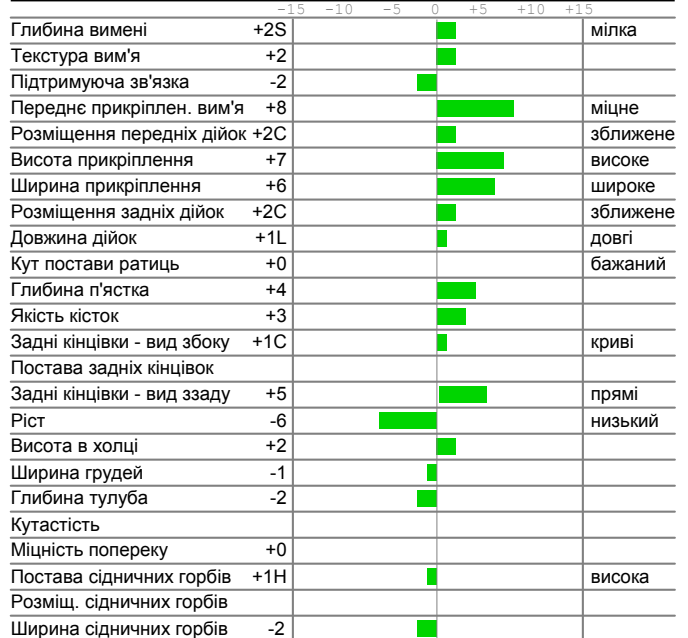 -15 -10 -5 0 +5 +10 +15
Глибина вимені +2S мілка
Текстура вим'я +2
Підтримуюча зв'язка -2
Переднє прикріплен. вим'я +8 міцне
Розміщення передніх дійок +2C зближене
Висота прикріплення +7 високе
Ширина прикріплення +6 широке
Розміщення задніх дійок +2C зближене
Довжина дійок +1L довгі
Кут постави ратиць +0 бажаний
Глибина п'ястка +4
Якість кісток +3
Задні кінцівки - вид збоку +1C криві
Постава задніх кінцівок
Задні кінцівки - вид ззаду +5 прямі
Ріст -6 низький
Висота в холці +2
Ширина грудей -1
Глибина тулуба -2
Кутастість
Міцність попереку +0
Постава сідничних горбів +1H висока
Розміщ. сідничних горбів
Ширина сідничних горбів -2